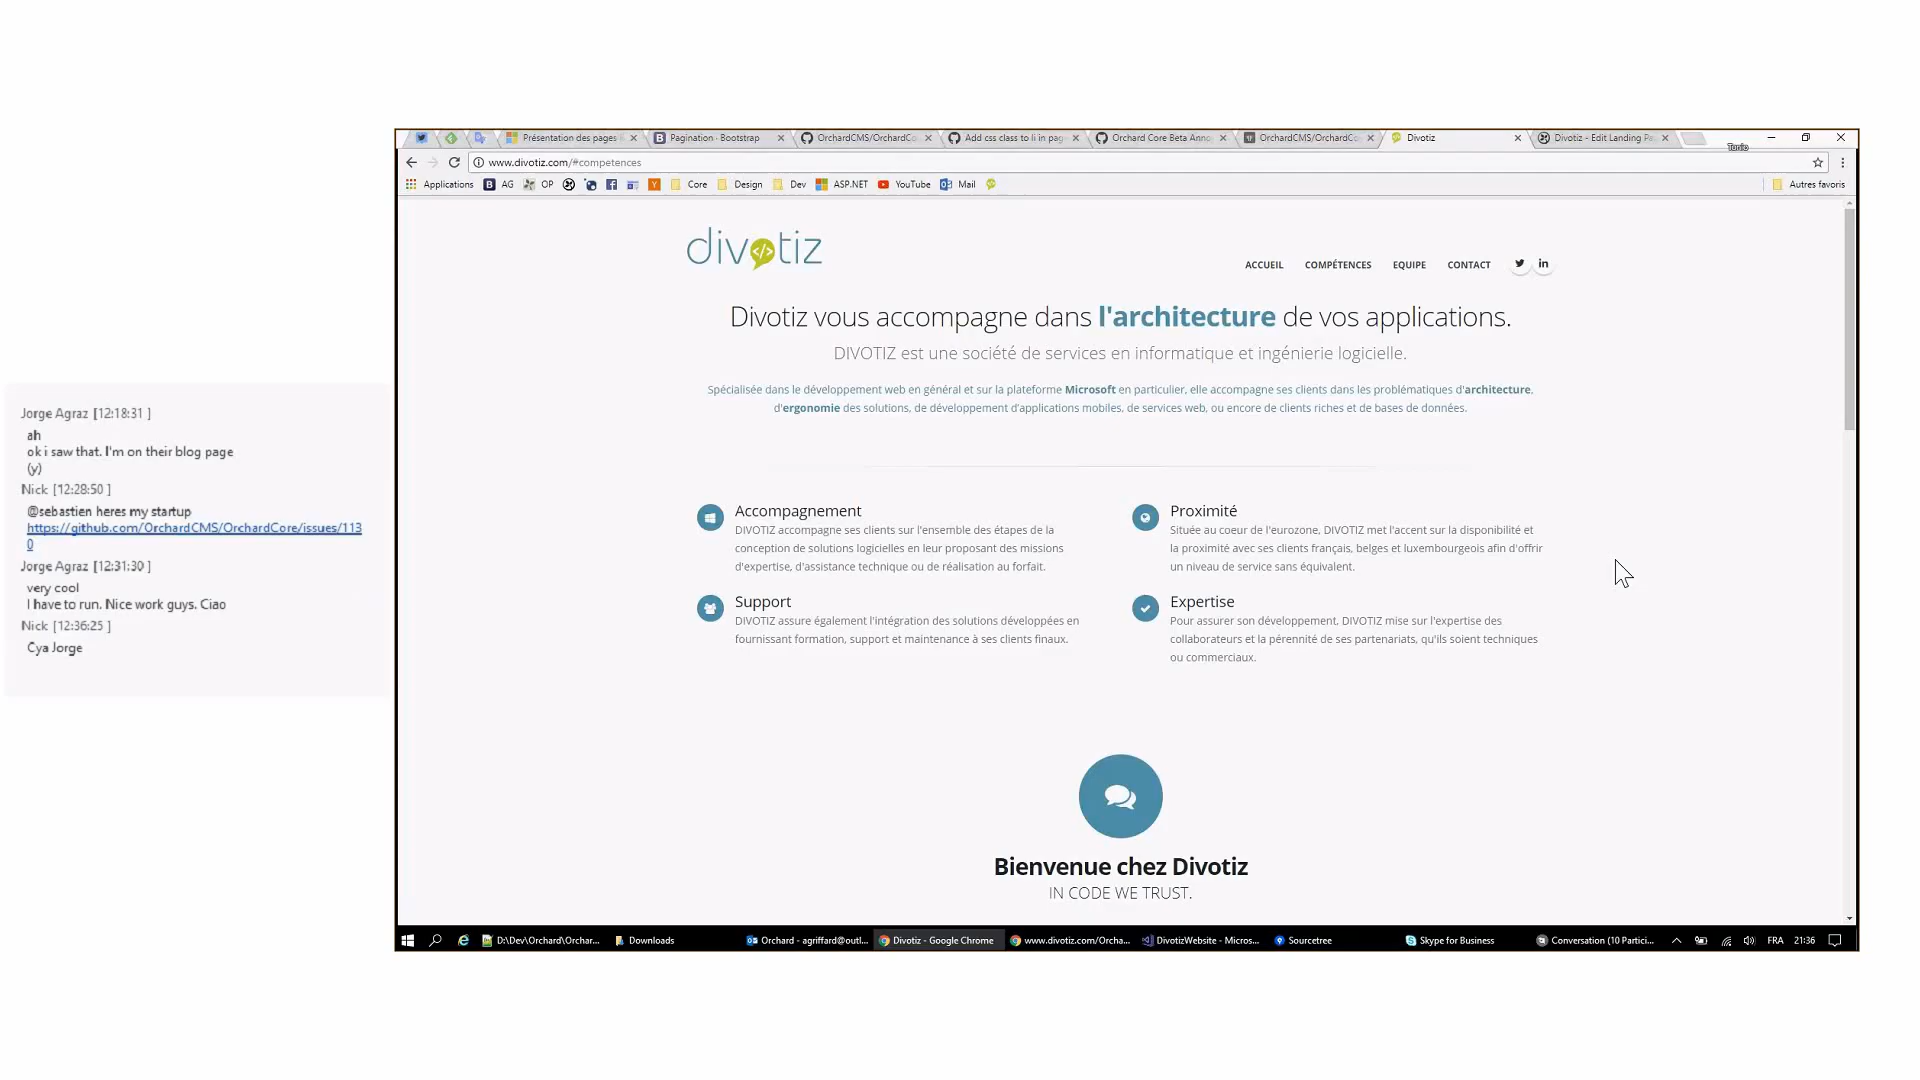 Jorge Agraz [12:18:31 ]
ah
ok i saw that. I'm on their blog page
(y)
Nick [12:28:50 ]
@sebastien heres my startup
https://github.com/OrchardCMS/OrchardCore/issues/113
0
Jorge Agraz [12:31:30 ]
very cool
I have to run. Nice work guys. Ciao
Nick [12:36:25 ]
Cya Jorge
Présentation des pages
Pagination · Bootstrap
OrchardCMS/OrchardCo
Add css class to li in pag
Orchard Core Beta Anno
OrchardCMS/OrchardCo
Divotiz
Divotiz - Edit Landing Pa
www.divotiz.com/#competences
Applications
AG
OP
Core
Design
Dev
ASP.NET
YouTube
Mail
Autres favoris
divotiz
ACCUEIL
COMPÉTENCES
EQUIPE
CONTACT
Divotiz vous accompagne dans l'architecture de vos applications.
DIVOTIZ est une société de services en informatique et ingénierie logicielle.
Spécialisée dans le développement web en général et sur la plateforme Microsoft en particulier, elle accompagne ses clients dans les problématiques d'architecture,
d'ergonomie des solutions, de développement d'applications mobiles, de services web, ou encore de clients riches et de bases de données.
Accompagnement
DIVOTIZ accompagne ses clients sur l'ensemble des étapes de la
conception de solutions logicielles en leur proposant des missions
d'expertise, d'assistance technique ou de réalisation au forfait.
Proximité
Située au coeur de l'eurozone, DIVOTIZ met l'accent sur la disponibilité et
la proximité avec ses clients français, belges et luxembourgeois afin d'offrir
un niveau de service sans équivalent.
Support
DIVOTIZ assure également l'intégration des solutions développées en
fournissant formation, support et maintenance à ses clients finaux.
Expertise
Pour assurer son développement, DIVOTIZ mise sur l'expertise des
collaborateurs et la pérennité de ses partenariats, qu'ils soient techniques
ou commerciaux.
Bienvenue chez Divotiz
IN CODE WE TRUST.
D:\Dev\Orchard\Orchar...
Downloads
Orchard - agriffard@outl...
Divotiz - Google Chrome
www.divotiz.com/Orcha...
DivotizWebsite - Micros...
Sourcetree
Skype for Business
Conversation (10 Partici...
FRA
21:36